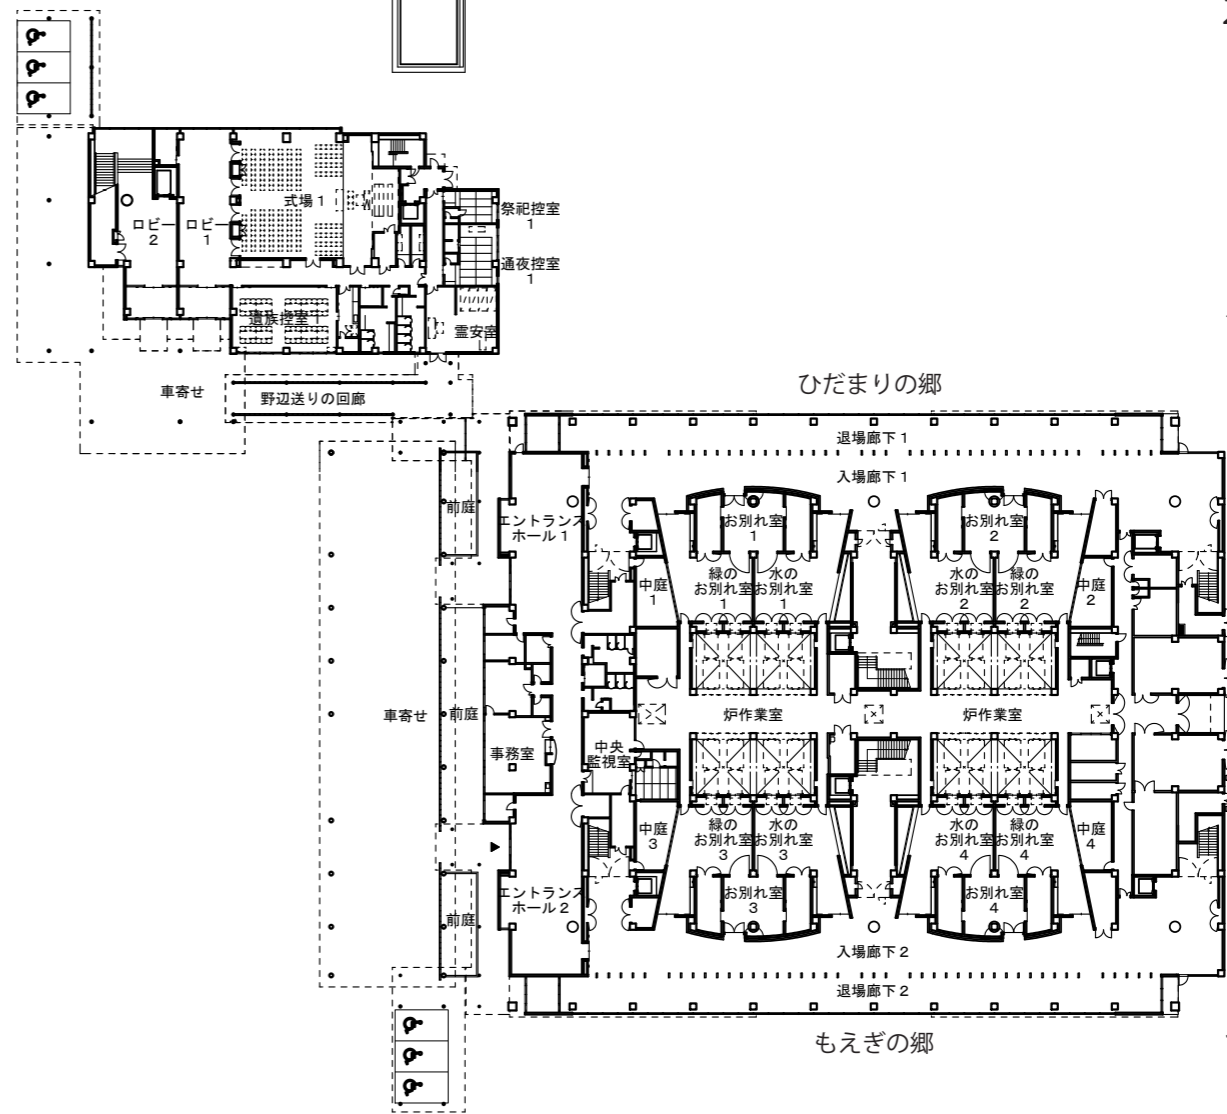 式場 1
ロビー
2
ロビー
1
祭祀控室
1
通夜控室
1
遺族控室 1
霊安室
車寄せ
野辺送りの回廊
ひだまりの郷
退場廊下 1
入場廊下 1
前庭
エントランス
ホール 1
お別れ室
1
お別れ室
2
中庭
1
緑の
お別れ室
1
水の
お別れ室
1
水の
お別れ室
2
緑の
お別れ室
2
中庭
2
車寄せ
前庭
事務室
中央
監視室
炉作業室
炉作業室
中庭
3
緑の
お別れ室
3
水の
お別れ室
3
水の
お別れ室
4
緑の
お別れ室
4
中庭
4
前庭
エントランス
ホール 2
お別れ室
3
お別れ室
4
入場廊下 2
退場廊下 2
もえぎの郷